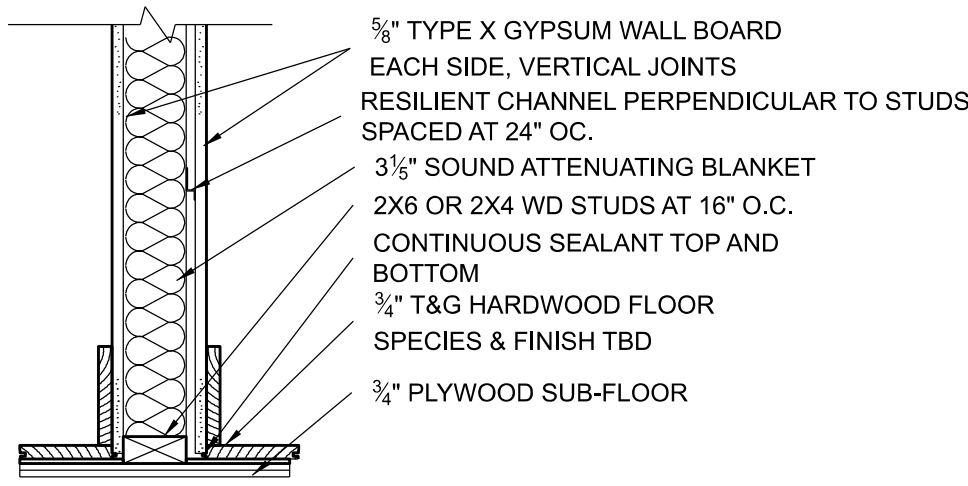 ⅝" TYPE X GYPSUM WALL BOARD
EACH SIDE, VERTICAL JOINTS
RESILIENT CHANNEL PERPENDICULAR TO STUDS
SPACED AT 24" OC.
3⅕" SOUND ATTENUATING BLANKET
2X6 OR 2X4 WD STUDS AT 16" O.C.
CONTINUOUS SEALANT TOP AND
BOTTOM
¾" T&G HARDWOOD FLOOR
SPECIES & FINISH TBD
¾" PLYWOOD SUB-FLOOR